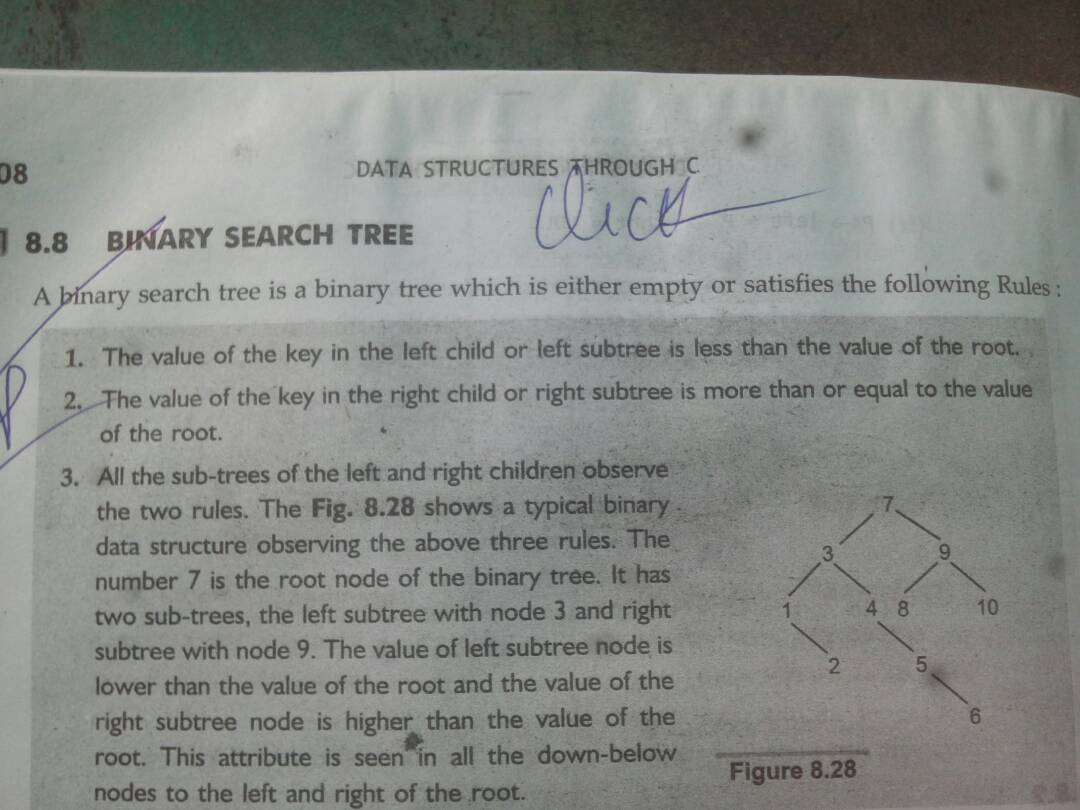 08
DATA STRUCTURES THROUGH C
click
8.8 BINARY SEARCH TREE
A binary search tree is a binary tree which is either empty or satisfies the following Rules :
1. The value of the key in the left child or left subtree is less than the value of the root.
2. The value of the key in the right child or right subtree is more than or equal to the value
of the root.
3. All the sub-trees of the left and right children observe
the two rules. The Fig. 8.28 shows a typical binary
data structure observing the above three rules. The
number 7 is the root node of the binary tree. It has
two sub-trees, the left subtree with node 3 and right
subtree with node 9. The value of left subtree node is
lower than the value of the root and the value of the
right subtree node is higher than the value of the
root. This attribute is seen in all the down-below
nodes to the left and right of the root.
7
3 9
1 4 8 10
2 5
6
Figure 8.28